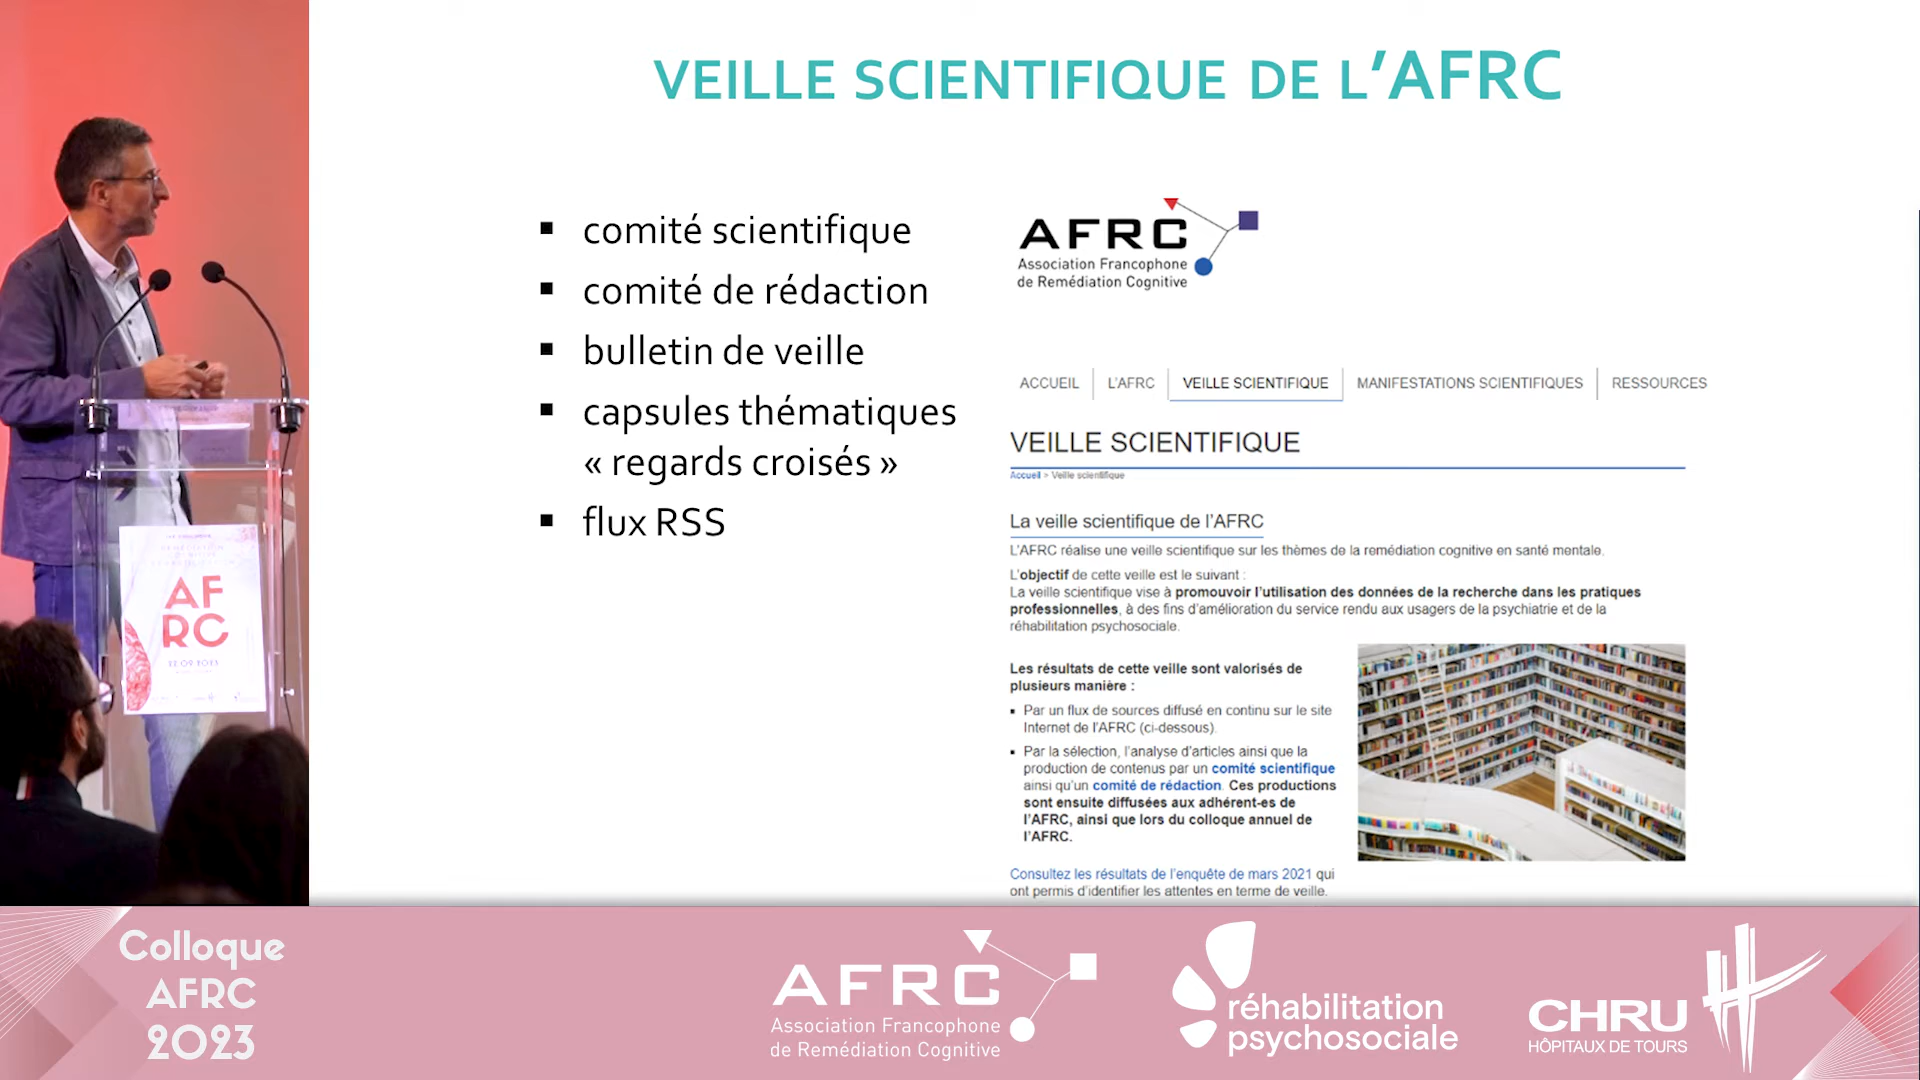 VEILLE SCIENTIFIQUE DE L’AFRC
▪ comité scientifique
▪ comité de rédaction
▪ bulletin de veille
▪ capsules thématiques
« regards croisés »
▪ flux RSS
AFRC
Association Francophone
de Remédiation Cognitive
ACCUEIL
L'AFRC
VEILLE SCIENTIFIQUE
MANIFESTATIONS SCIENTIFIQUES
RESSOURCES
VEILLE SCIENTIFIQUE
Accueil > Veille scientifique
La veille scientifique de l’AFRC
L’AFRC réalise une veille scientifique sur les thèmes de la remédiation cognitive en santé mentale.
L’objectif de cette veille est le suivant :
La veille scientifique vise à promouvoir l’utilisation des données de la recherche dans les pratiques
professionnelles, à des fins d’amélioration du service rendu aux usagers de la psychiatrie et de la
réhabilitation psychosociale.
Les résultats de cette veille sont valorisés de
plusieurs manière :
▪ Par un flux de sources diffusé en continu sur le site
Internet de l’AFRC (ci-dessous).
▪ Par la sélection, l’analyse d’articles ainsi que la
production de contenus par un comité scientifique
ainsi qu’un comité de rédaction. Ces productions
sont ensuite diffusées aux adhérent-es de
l’AFRC, ainsi que lors du colloque annuel de
l’AFRC.
Consultez les résultats de l’enquête de mars 2021 qui
ont permis d’identifier les attentes en terme de veille.
AF
RC
22.09.2023
Colloque
AFRC
2023
AFRC
Association Francophone
de Remédiation Cognitive
réhabilitation
psychosociale
CHRU
HÔPITAUX DE TOURS